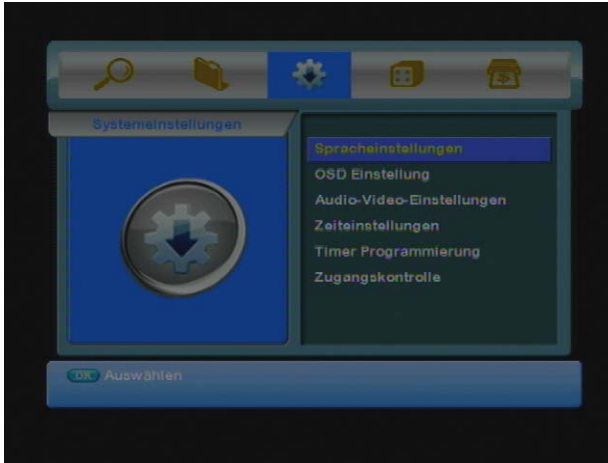 Systemeinstellungen
Spracheinstellungen
OSD Einstellung
Audio-Video-Einstellungen
Zeiteinstellungen
Timer Programmierung
Zugangskontrolle
OK Auswählen